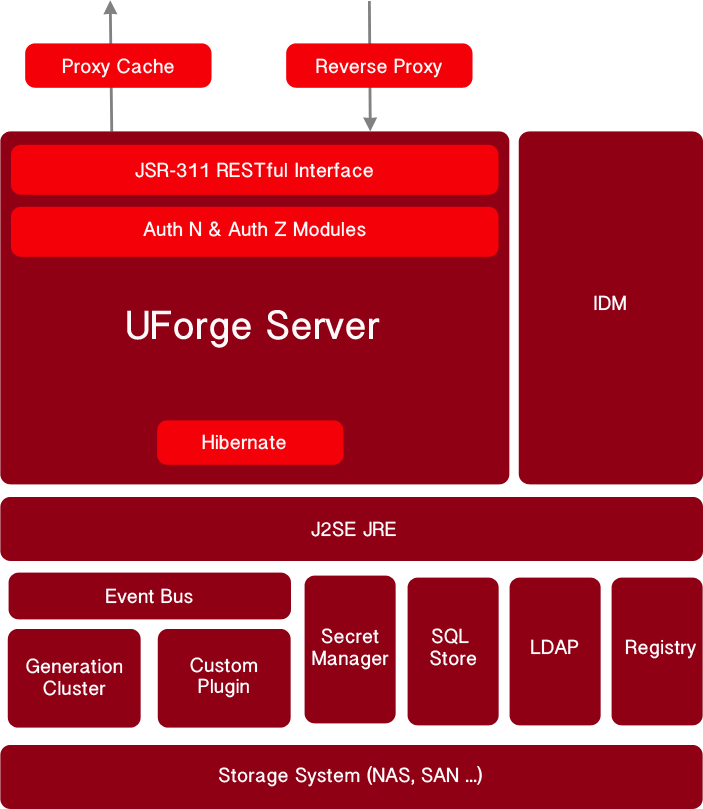 Proxy Cache
Reverse Proxy
JSR-311 RESTful Interface
Auth N & Auth Z Modules
UForge Server
IDM
Hibernate
J2SE JRE
Event Bus
Generation
Cluster
Custom
Plugin
Secret
Manager
SQL
Store
LDAP
Registry
Storage System (NAS, SAN ...)